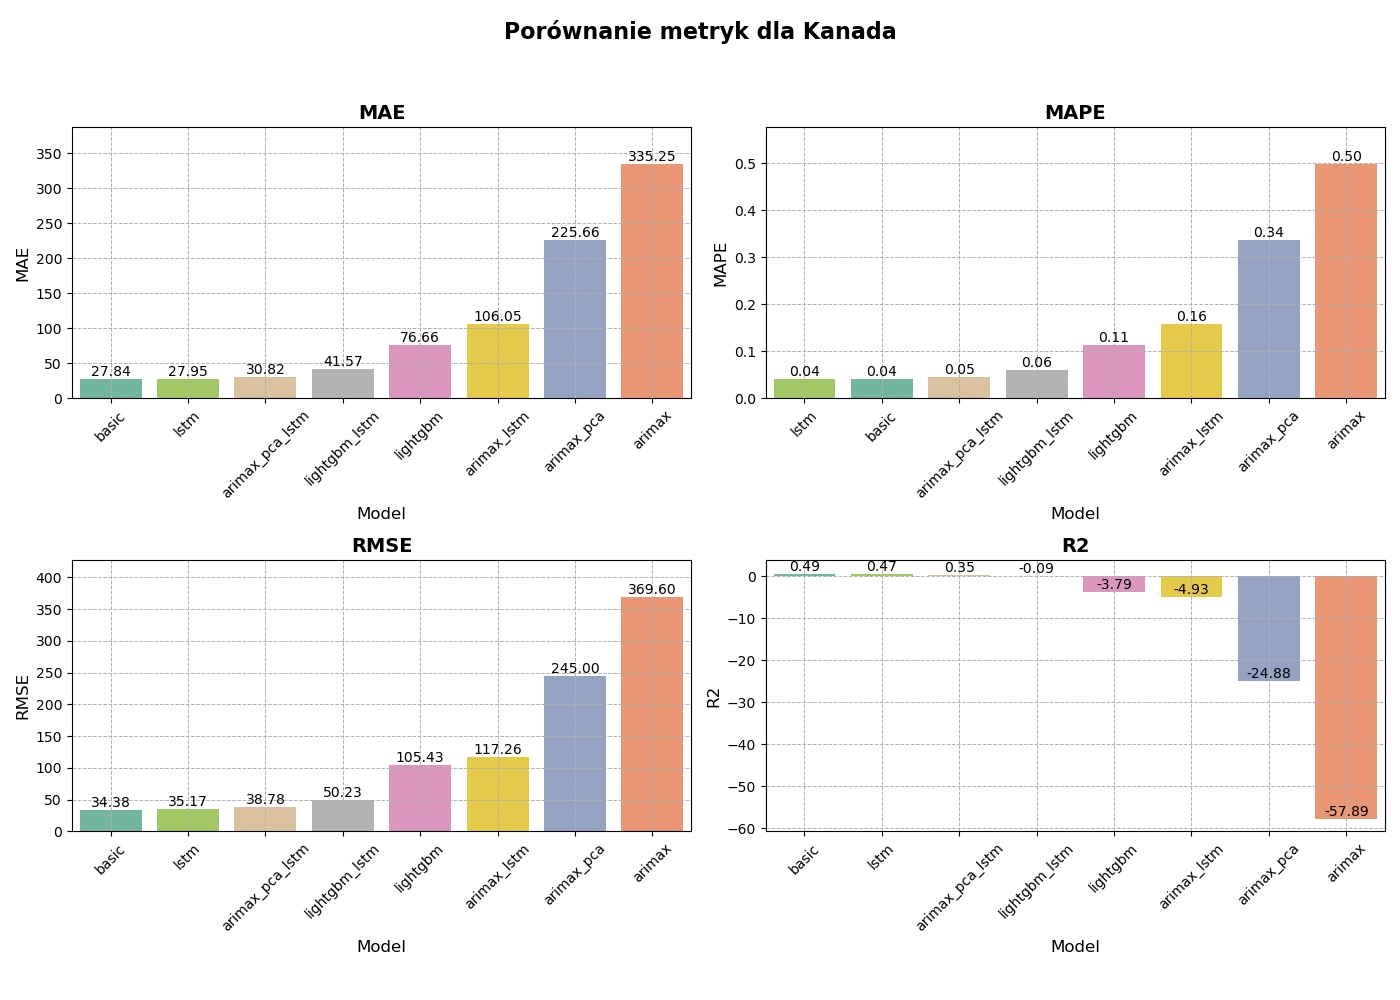 Porównanie metryk dla Kanada
MAE
MAE
350
300
250
200
150
100
50
0
27.84
27.95
30.82
41.57
76.66
106.05
225.66
335.25
basic
lstm
arimax_pca_lstm
lightgbm_lstm
lightgbm
arimax_lstm
arimax_pca
arimax
Model
MAPE
MAPE
0.5
0.4
0.3
0.2
0.1
0.0
0.04
0.04
0.05
0.06
0.11
0.16
0.34
0.50
lstm
basic
arimax_pca_lstm
lightgbm_lstm
lightgbm
arimax_lstm
arimax_pca
arimax
Model
RMSE
RMSE
400
350
300
250
200
150
100
50
0
34.38
35.17
38.78
50.23
105.43
117.26
245.00
369.60
basic
lstm
arimax_pca_lstm
lightgbm_lstm
lightgbm
arimax_lstm
arimax_pca
arimax
Model
R2
R2
0
−10
−20
−30
−40
−50
−60
0.49
0.47
0.35
-0.09
-3.79
-4.93
-24.88
-57.89
basic
lstm
arimax_pca_lstm
lightgbm_lstm
lightgbm
arimax_lstm
arimax_pca
arimax
Model